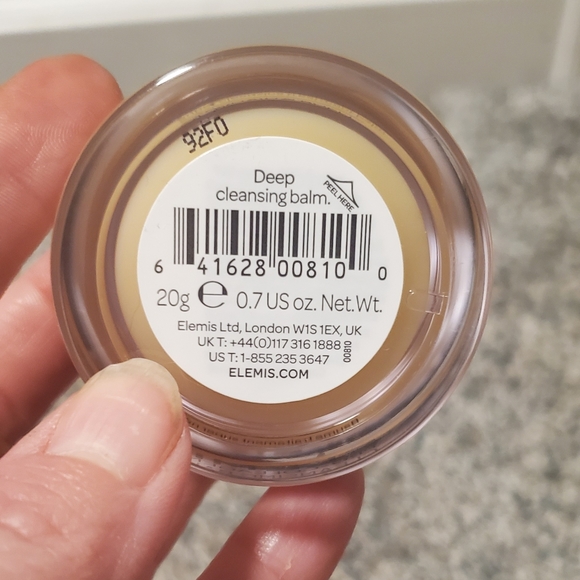 92F0
Deep
cleansing balm.
PEEL HERE
6 41628 00810 0
20g e 0.7 US oz. Net.Wt.
Elemis Ltd, London W1S 1EX, UK
UK T: +44(0)117 316 1888
US T: 1-855 235 3647
00810
ELEMIS.COM